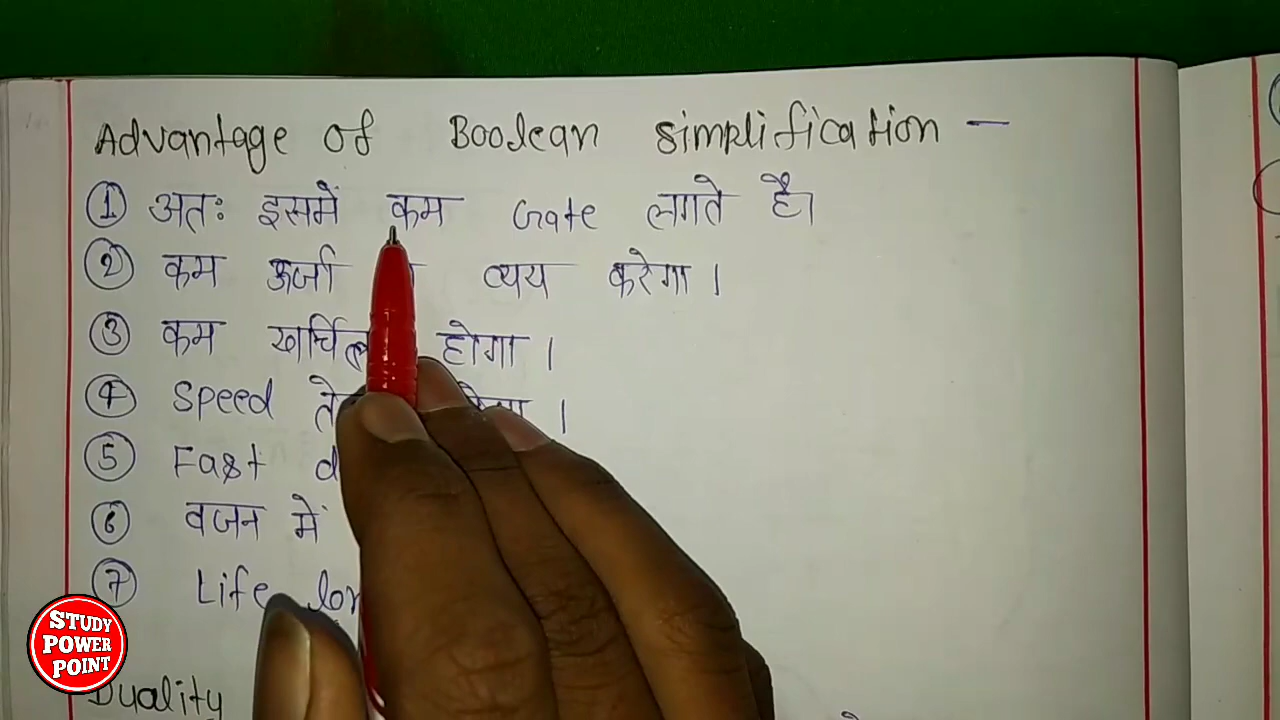 Advantage of Boolean simplification —
① अतः इसमें कम Gate लगते है।
② कम ऊर्जा व्यय करेगा।
③ कम होगा।
④ Speed
⑤ Fast
⑥ वजन में
⑦ Life
STUDY
POWER
POINT
Duality